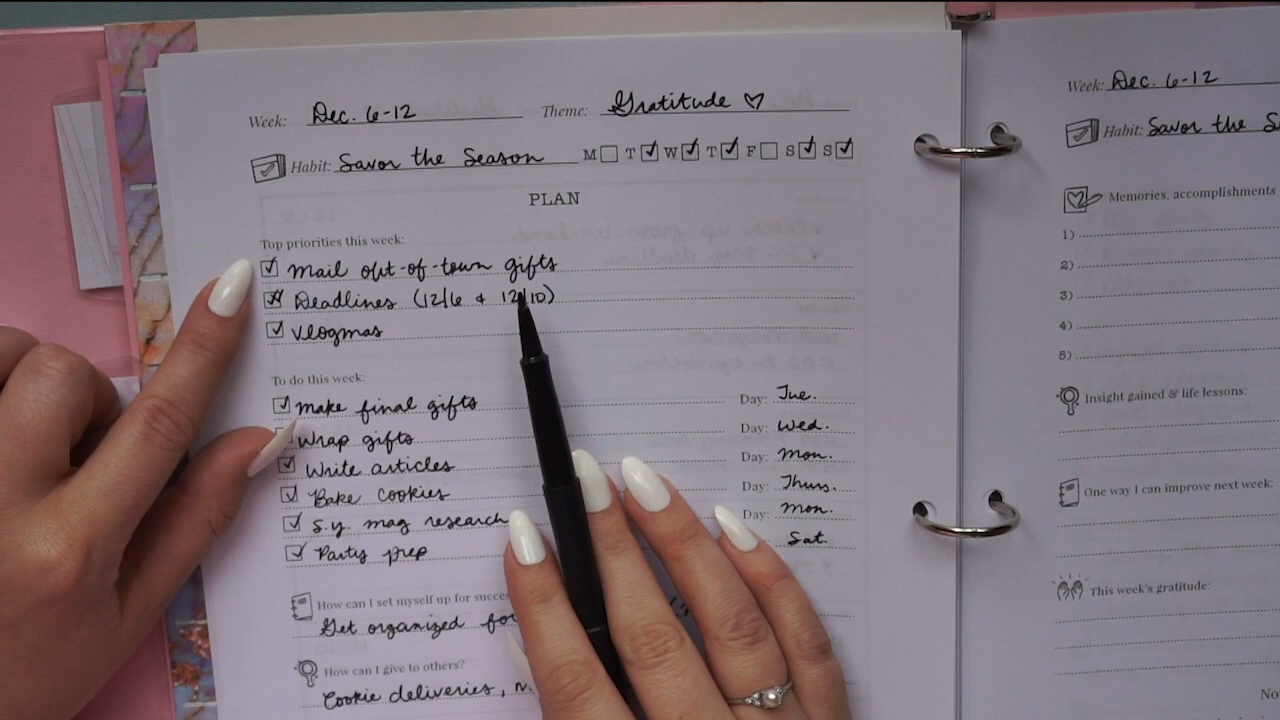 Week: Dec. 6-12 Theme: Gratitude ♡
Habit: Savor the Season M T W T F S S
PLAN
Top priorities this week:
Mail out-of-town gifts
Deadlines (12/6 & 12/10)
Vlogmas
To do this week:
Make final gifts Day: Tue.
Wrap gifts Day: Wed.
Write articles Day: Mon.
Bake cookies Day: Thurs.
S.Y. mag research Day: Mon.
Party prep Sat.
How can I set myself up for
Get organized
How can I give to others?
Cookie deliveries,
Week: Dec. 6-12
Habit: Savor the
Memories, accomplishments
1)
2)
3)
4)
5)
Insight gained & life lessons:
One way I can improve next week:
This week's gratitude: